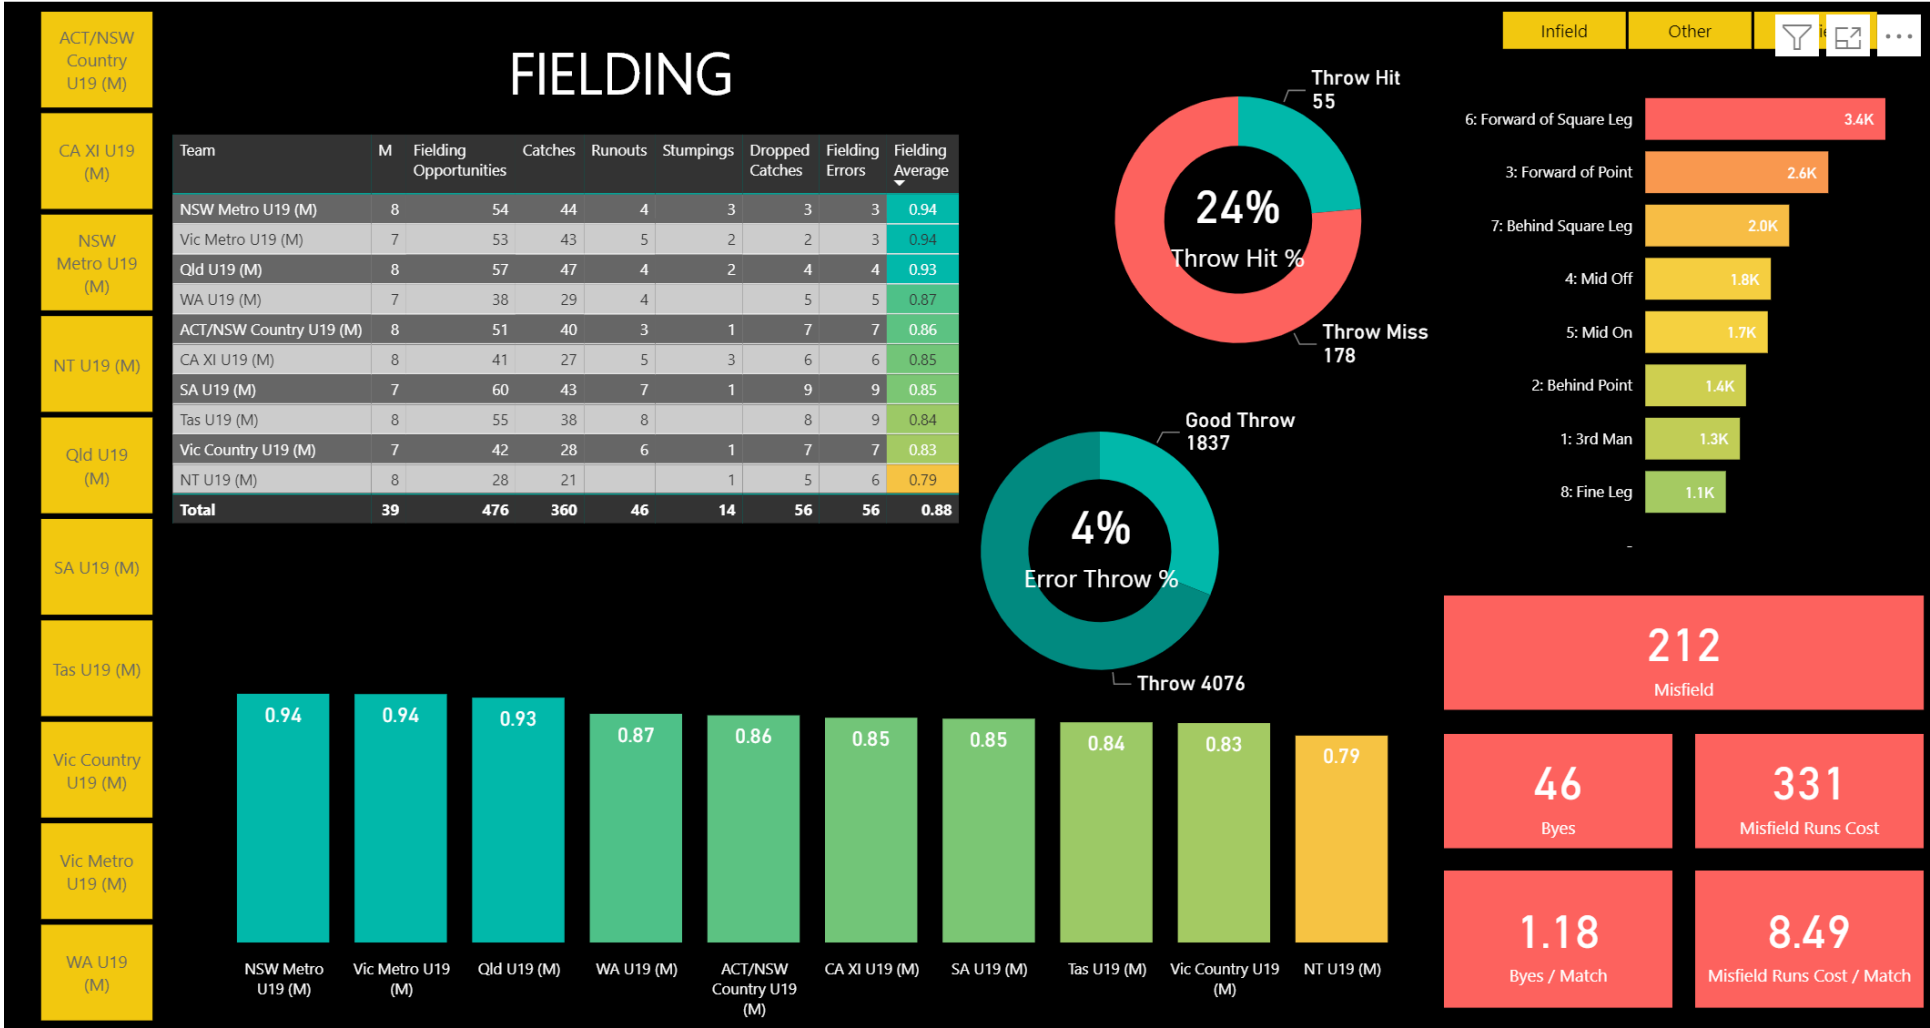 ACT/NSW
Country
U19 (M)
CA XI U19
(M)
NSW
Metro U19
(M)
NT U19 (M)
Qld U19
(M)
SA U19 (M)
Tas U19 (M)
Vic Country
U19 (M)
Vic Metro
U19 (M)
WA U19
(M)
FIELDING
Team M Fielding Opportunities Catches Runouts Stumpings Dropped Catches Fielding Errors Fielding Average
NSW Metro U19 (M) 8 54 44 4 3 3 3 0.94
Vic Metro U19 (M) 7 53 43 5 2 2 3 0.94
Qld U19 (M) 8 57 47 4 2 4 4 0.93
WA U19 (M) 7 38 29 4 5 5 0.87
ACT/NSW Country U19 (M) 8 51 40 3 1 7 7 0.86
CA XI U19 (M) 8 41 27 5 3 6 6 0.85
SA U19 (M) 7 60 43 7 1 9 9 0.85
Tas U19 (M) 8 55 38 8 8 9 0.84
Vic Country U19 (M) 7 42 28 6 1 7 7 0.83
NT U19 (M) 8 28 21 1 5 6 0.79
Total 39 476 360 46 14 56 56 0.88
Throw Hit
55
24%
Throw Hit %
Throw Miss
178
Good Throw
1837
4%
Error Throw %
Throw 4076
Infield Other
6: Forward of Square Leg 3.4K
3: Forward of Point 2.6K
7: Behind Square Leg 2.0K
4: Mid Off 1.8K
5: Mid On 1.7K
2: Behind Point 1.4K
1: 3rd Man 1.3K
8: Fine Leg 1.1K
-
0.94 0.94 0.93 0.87 0.86 0.85 0.85 0.84 0.83 0.79
NSW Metro
U19 (M)
Vic Metro U19
(M)
Qld U19 (M)
WA U19 (M)
ACT/NSW
Country U19
(M)
CA XI U19 (M)
SA U19 (M)
Tas U19 (M)
Vic Country U19
(M)
NT U19 (M)
212
Misfield
46
Byes
331
Misfield Runs Cost
1.18
Byes / Match
8.49
Misfield Runs Cost / Match